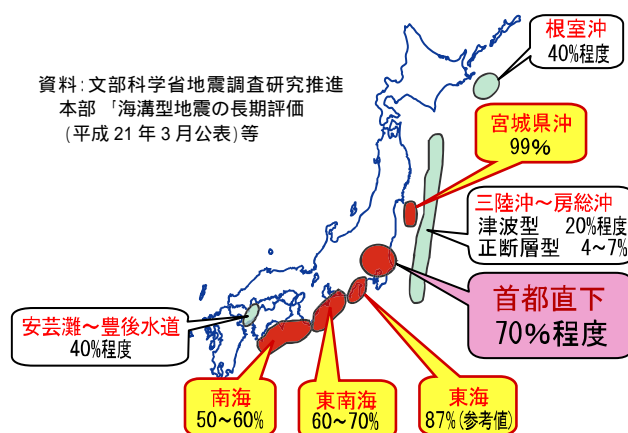 根室沖
40%程度
資料:文部科学省地震調査研究推進
本部 「海溝型地震の長期評価
(平成21年3月公表)等
宮城県沖
99%
三陸沖~房総沖
津波型 20%程度
正断層型 4~7%
首都直下
70%程度
安芸灘~豊後水道
40%程度
南海
50~60%
東南海
60~70%
東海
87%(参考値)